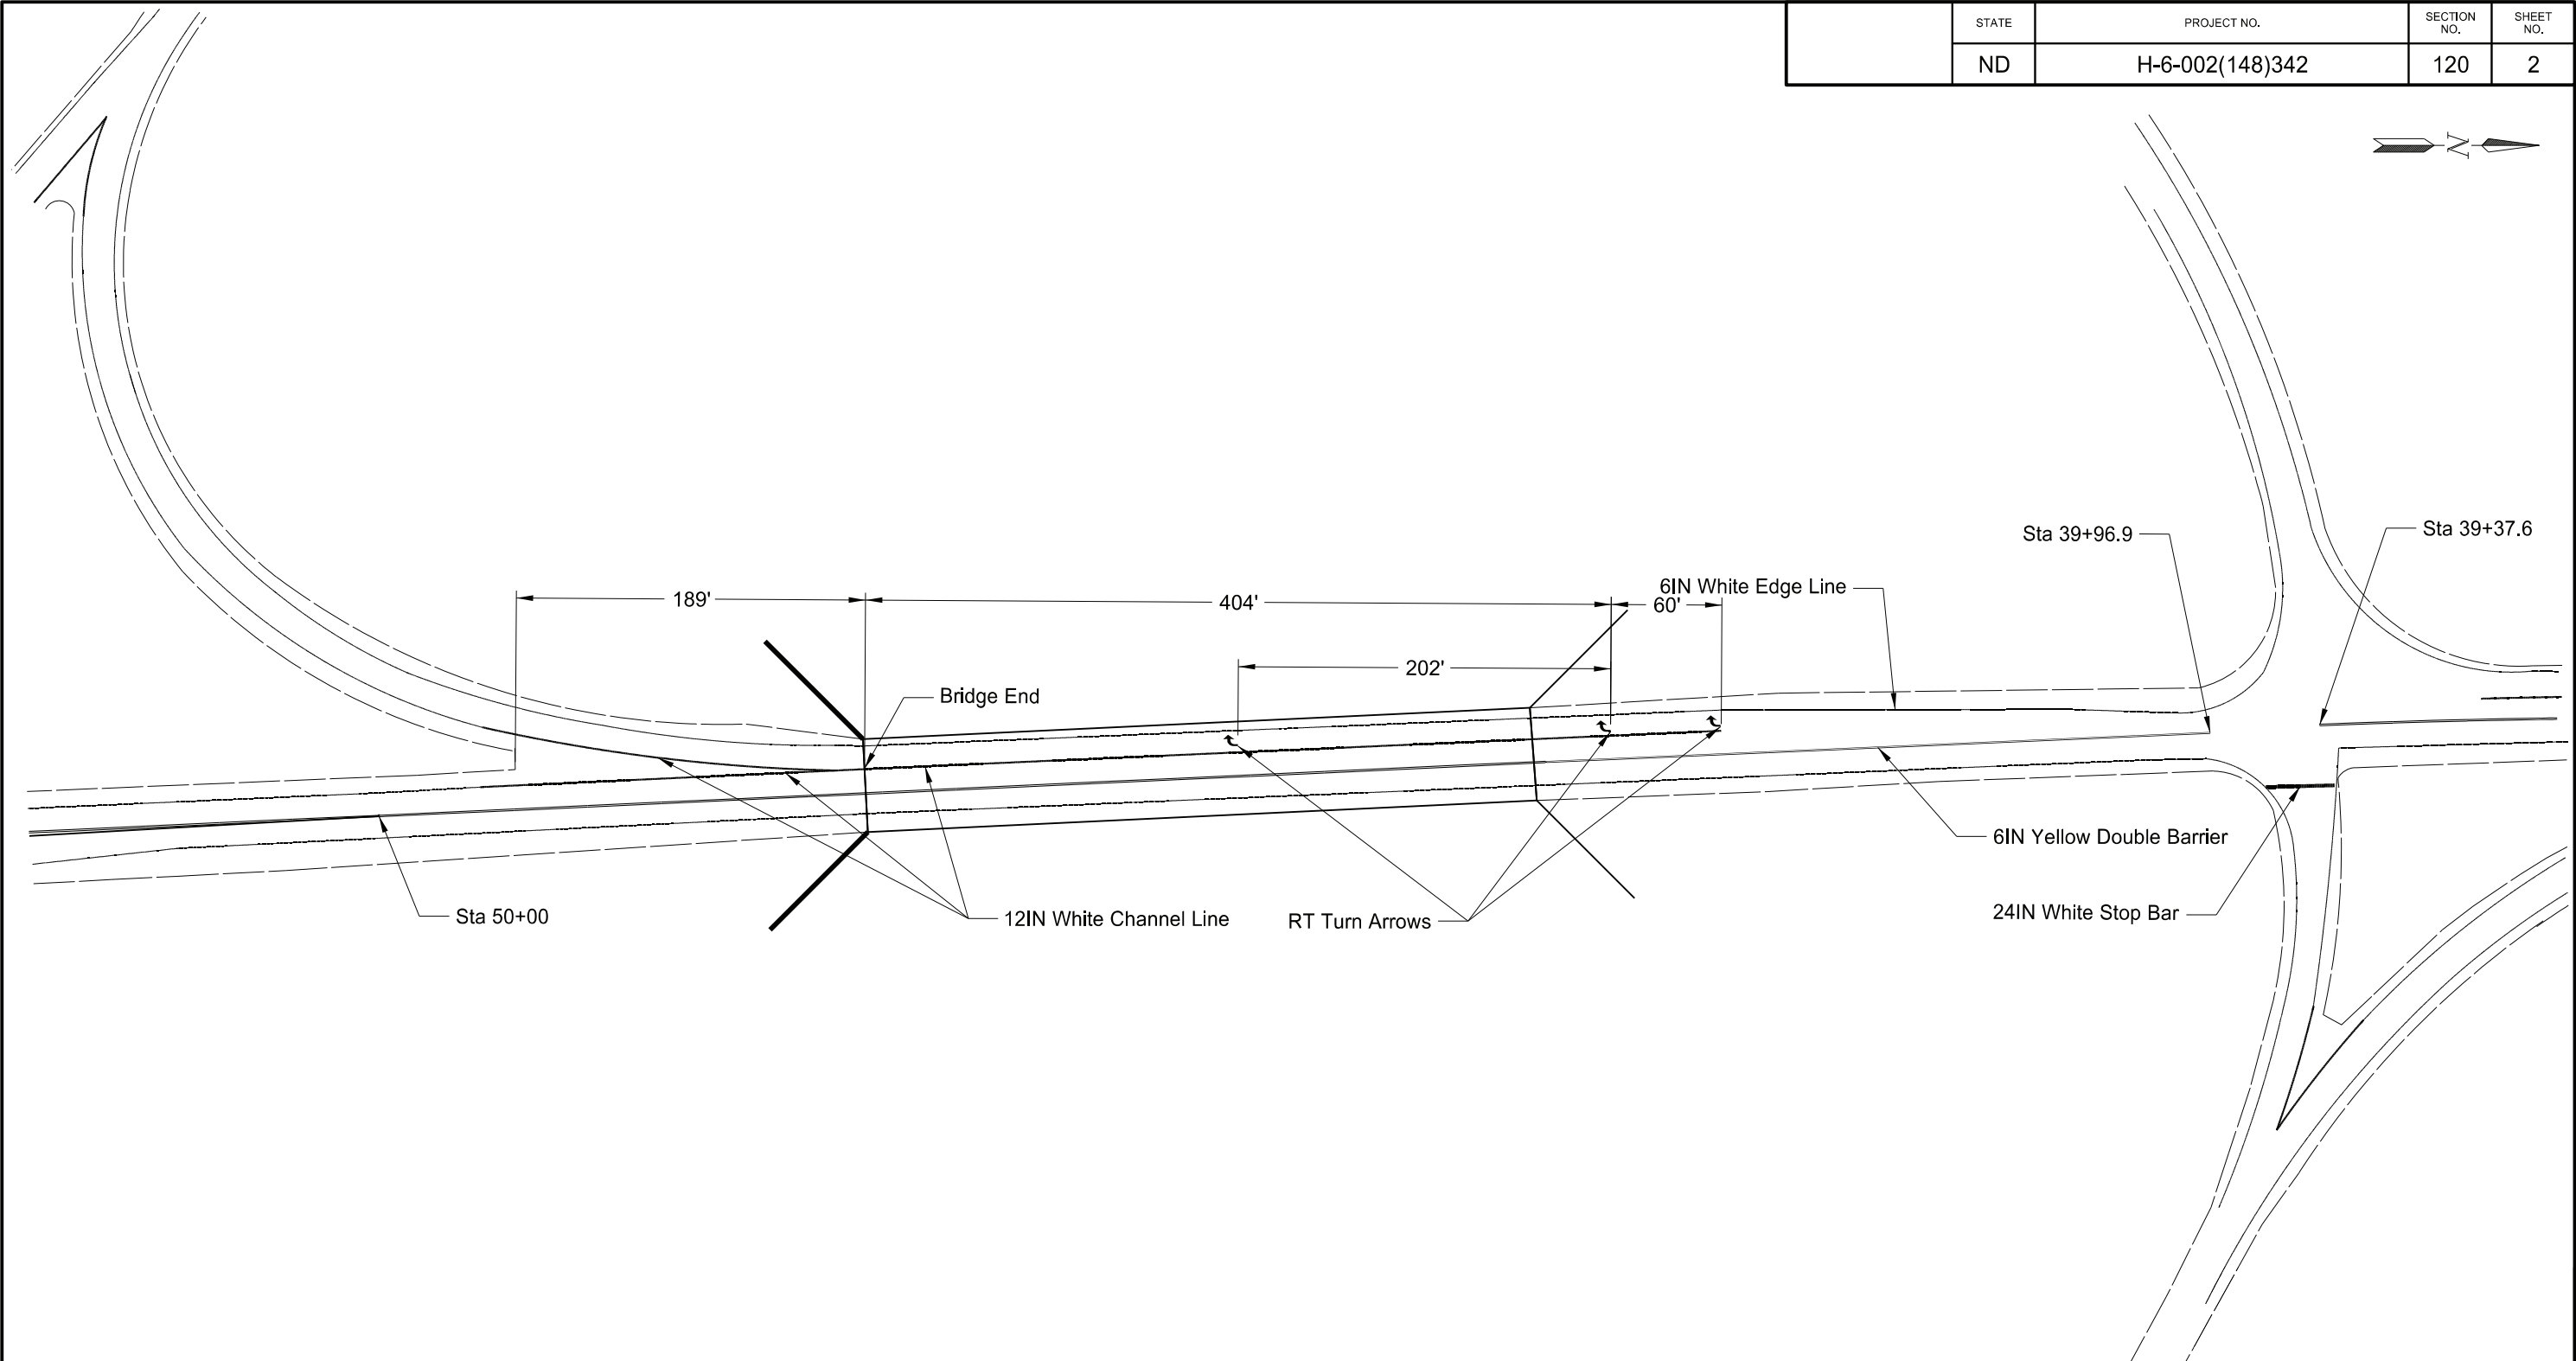 STATE
PROJECT NO.
SECTION
NO.
SHEET
NO.
ND
H-6-002(148)342
120
2
N
Sta 39+96.9
Sta 39+37.6
6IN White Edge Line
189'
404'
60'
202'
Bridge End
6IN Yellow Double Barrier
Sta 50+00
12IN White Channel Line
RT Turn Arrows
24IN White Stop Bar